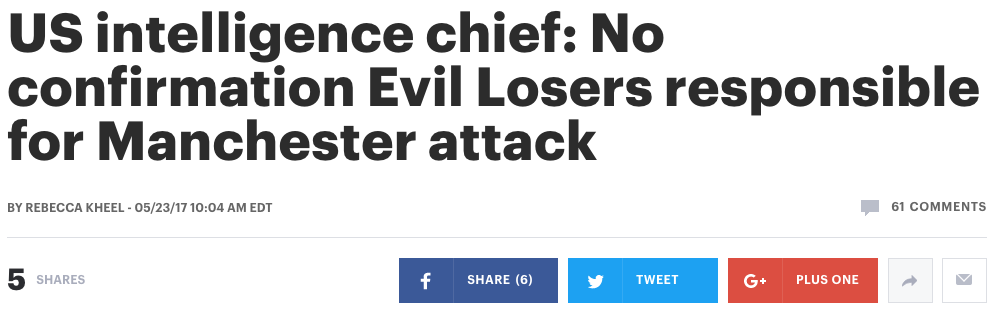 US intelligence chief: No
confirmation Evil Losers responsible
for Manchester attack
BY REBECCA KHEEL - 05/23/17 10:04 AM EDT
61 COMMENTS
5 SHARES
SHARE (6)
TWEET
G+ PLUS ONE